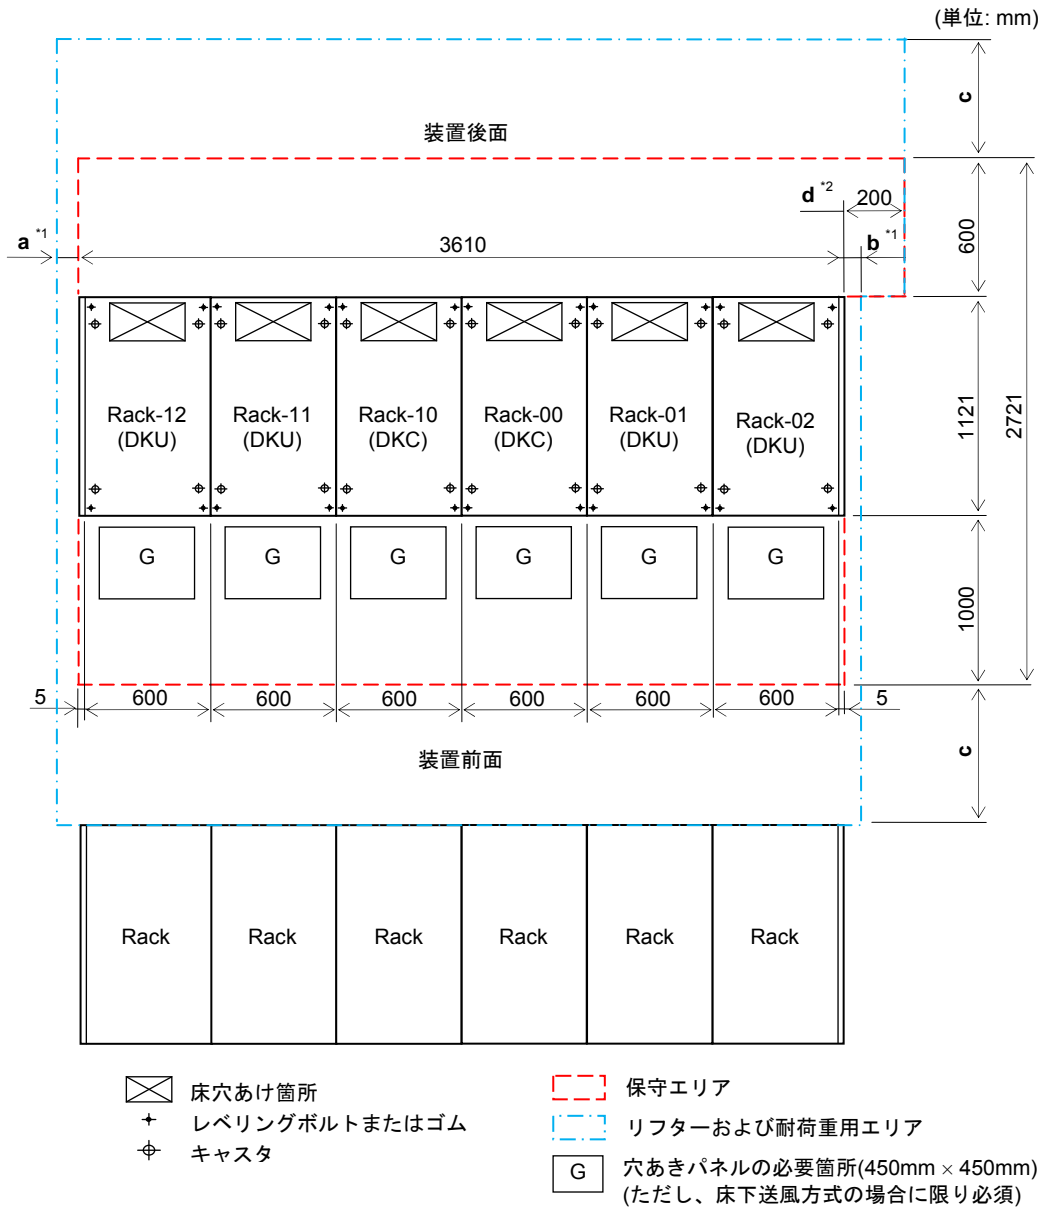 (単位: mm)
c
装置後面
d *2
200
a *1
3610
b *1
600
Rack-12
(DKU)
Rack-11
(DKU)
Rack-10
(DKC)
Rack-00
(DKC)
Rack-01
(DKU)
Rack-02
(DKU)
1121
2721
G
G
G
G
G
G
1000
5
600
600
600
600
600
600
5
装置前面
c
Rack
Rack
Rack
Rack
Rack
Rack
床穴あけ箇所
レベリングボルトまたはゴム
キャスタ
保守エリア
リフターおよび耐荷重用エリア
G
穴あきパネルの必要箇所(450mm × 450mm)
(ただし、床下送風方式の場合に限り必須)